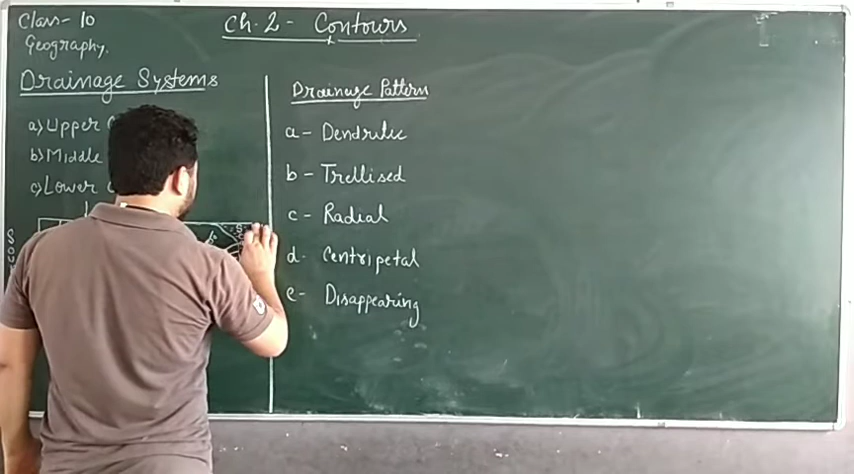 Class- 10
Geography.
Ch. 2 - Contours
Drainage Systems
a) Upper
b) Middle
c) Lower
S
O
U
Drainage Pattern
a - Dendritic
b - Trellised
c - Radial
d - Centripetal
e - Disappearing